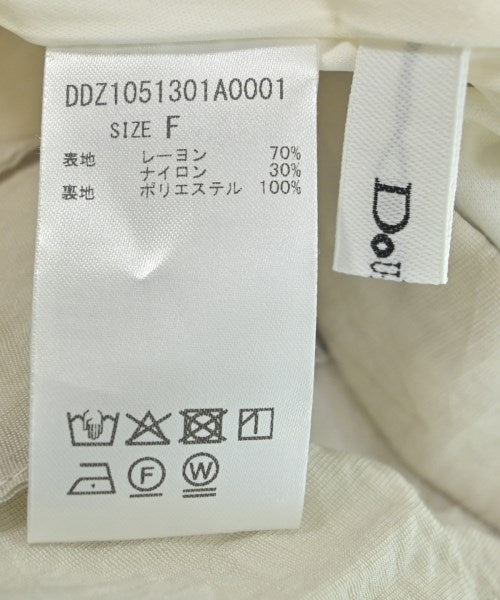 DDZ1051301A0001
SIZE F
表地 レーヨン 70%
ナイロン 30%
裏地 ポリエステル 100%
F W